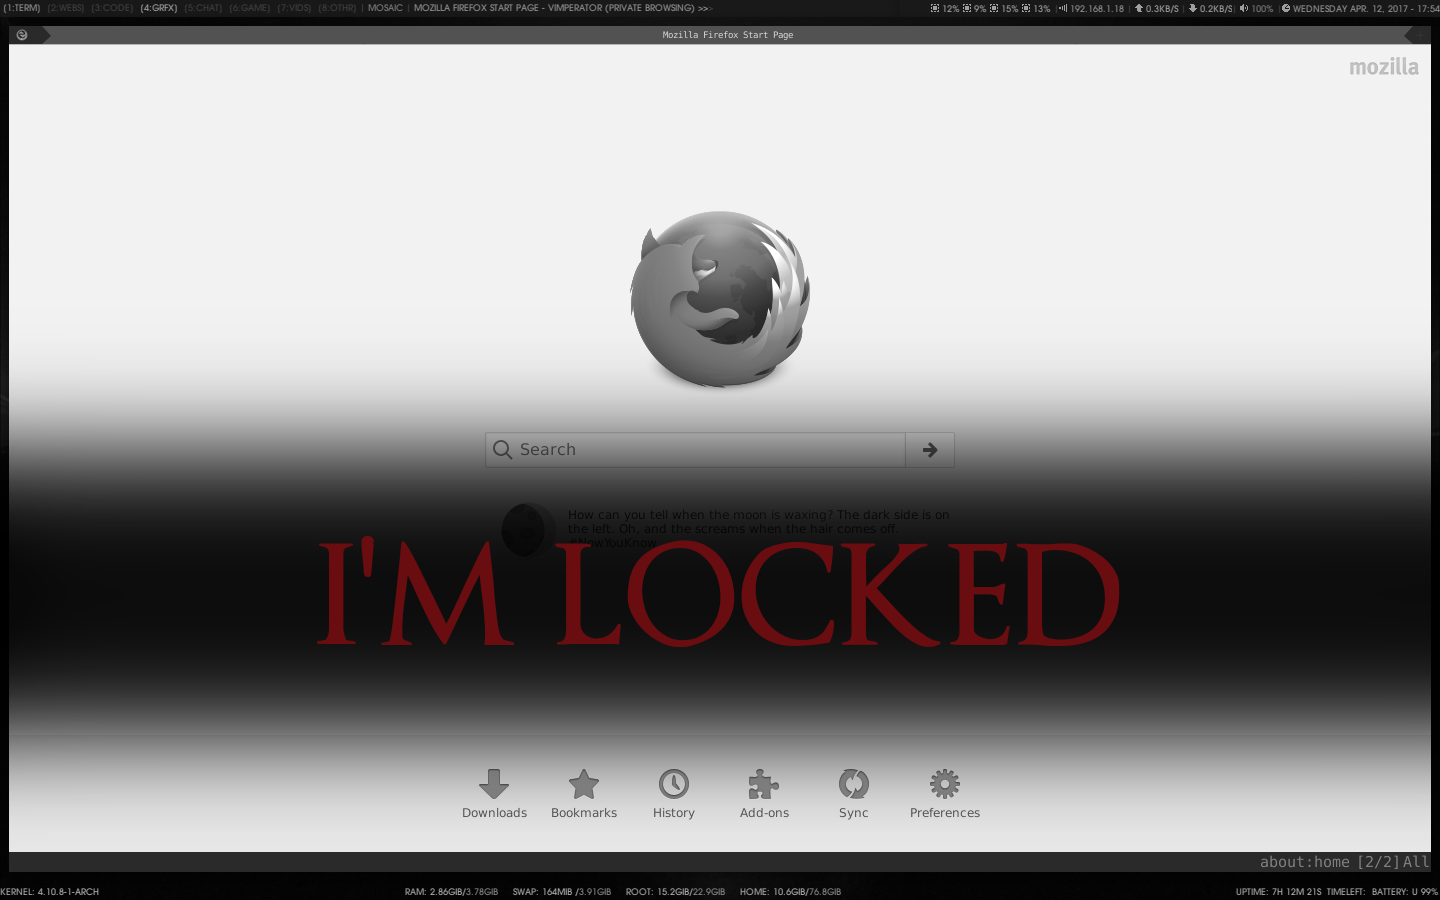 (1:TERM) [2:WEBS] [3:CODE] (4:GRFX) [5:CHAT] [6:GAME] [7:VIDS] [8:OTHR] | MOSAIC | MOZILLA FIREFOX START PAGE - VIMPERATOR (PRIVATE BROWSING) >>>
12% 9% 15% 13% | 192.168.1.18 | 0.3KB/S | 0.2KB/S | 100% | WEDNESDAY APR. 12, 2017 - 17:54
Mozilla Firefox Start Page
mozilla
Search
How can you tell when the moon is waxing? The dark side is on
the left. Oh, and the screams when the hair comes off.
#NowYouKnow
I'M LOCKED
Downloads Bookmarks History Add-ons Sync Preferences
about:home [2/2] All
KERNEL: 4.10.8-1-ARCH RAM: 2.86GIB/3.78GIB SWAP: 164MIB /3.91GIB ROOT: 15.2GIB/22.9GIB HOME: 10.6GIB/76.8GIB UPTIME: 7H 12M 21S TIMELEFT: BATTERY: U 99%